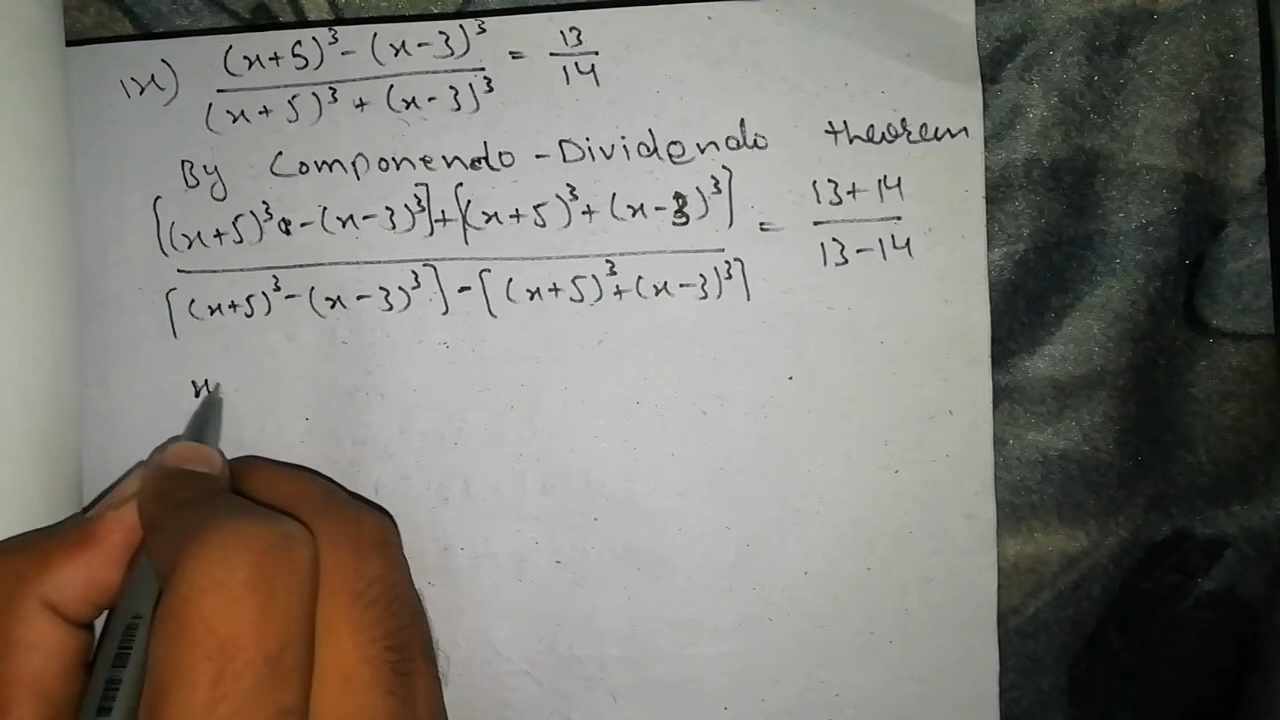 ix) ((x+5)³-(x-3)³)/((x+5)³+(x-3)³) = 13/14
By Componendo-Dividendo theorem
([(x+5)³-(x-3)³]+[(x+5)³+(x-3)³])/([(x+5)³-(x-3)³]-[(x+5)³+(x-3)³]) = (13+14)/(13-14)
x